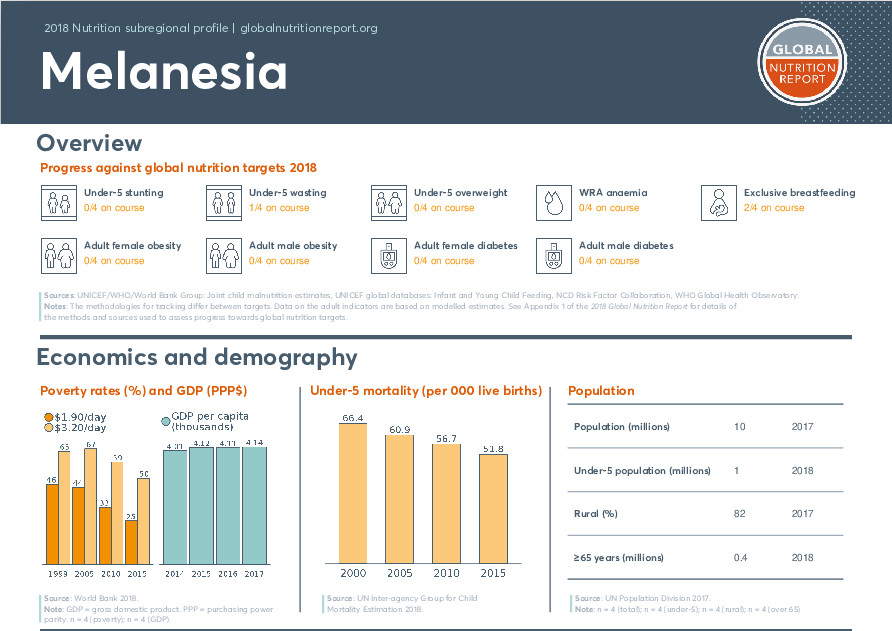 2018 Nutrition subregional profile | globalnutritionreport.org
Melanesia
GLOBAL
NUTRITION
REPORT
Overview
Progress against global nutrition targets 2018
Under-5 stunting
0/4 on course
Under-5 wasting
1/4 on course
Under-5 overweight
0/4 on course
WRA anaemia
0/4 on course
Exclusive breastfeeding
2/4 on course
Adult female obesity
0/4 on course
Adult male obesity
0/4 on course
Adult female diabetes
0/4 on course
Adult male diabetes
0/4 on course
Sources: UNICEF/WHO/World Bank Group: Joint child malnutrition estimates, UNICEF global databases: Infant and Young Child Feeding, NCD Risk Factor Collaboration, WHO Global Health Observatory.
Notes: The methodologies for tracking differ between targets. Data on the adult indicators are based on modelled estimates. See Appendix 1 of the 2018 Global Nutrition Report for details of
the methods and sources used to assess progress towards global nutrition targets.
Economics and demography
Poverty rates (%) and GDP (PPP$)
$1.90/day
$3.20/day
46 65 44 67 32 59 25 50
1999 2005 2010 2015
GDP per capita
(thousands)
4.01 4.12 4.11 4.14
2014 2015 2016 2017
Source: World Bank 2018.
Note: GDP = gross domestic product. PPP = purchasing power
parity. n = 4 (poverty); n = 4 (GDP).
Under-5 mortality (per 000 live births)
66.4 60.9 56.7 51.8
2000 2005 2010 2015
Source: UN Inter-agency Group for Child
Mortality Estimation 2018.
Population
Population (millions) 10 2017
Under-5 population (millions) 1 2018
Rural (%) 82 2017
≥65 years (millions) 0.4 2018
Source: UN Population Division 2017.
Note: n = 4 (total); n = 4 (under-5); n = 4 (rural); n = 4 (over 65)